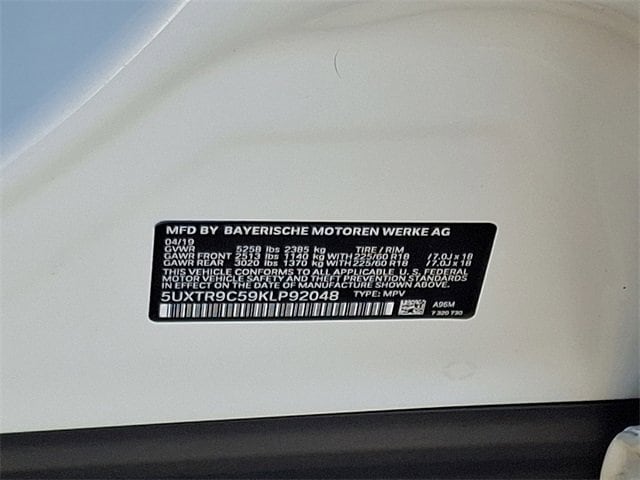 MFD BY BAYERISCHE MOTOREN WERKE AG
04/19
GVWR 5258 lbs 2385 kg TIRE / RIM
GAWR FRONT 2513 lbs 1140 kg WITH 225/60 R18 / 7.0J x 18
GAWR REAR 3020 lbs 1370 kg WITH 225/60 R18 / 7.0J x 18
THIS VEHICLE CONFORMS TO ALL APPLICABLE U. S. FEDERAL
MOTOR VEHICLE SAFETY AND THEFT PREVENTION STANDARDS
IN EFFECT ON THE DATE OF MANUFACTURE SHOWN ABOVE.
5UXTR9C59KLP92048 TYPE: MPV
A96M
7 320 730